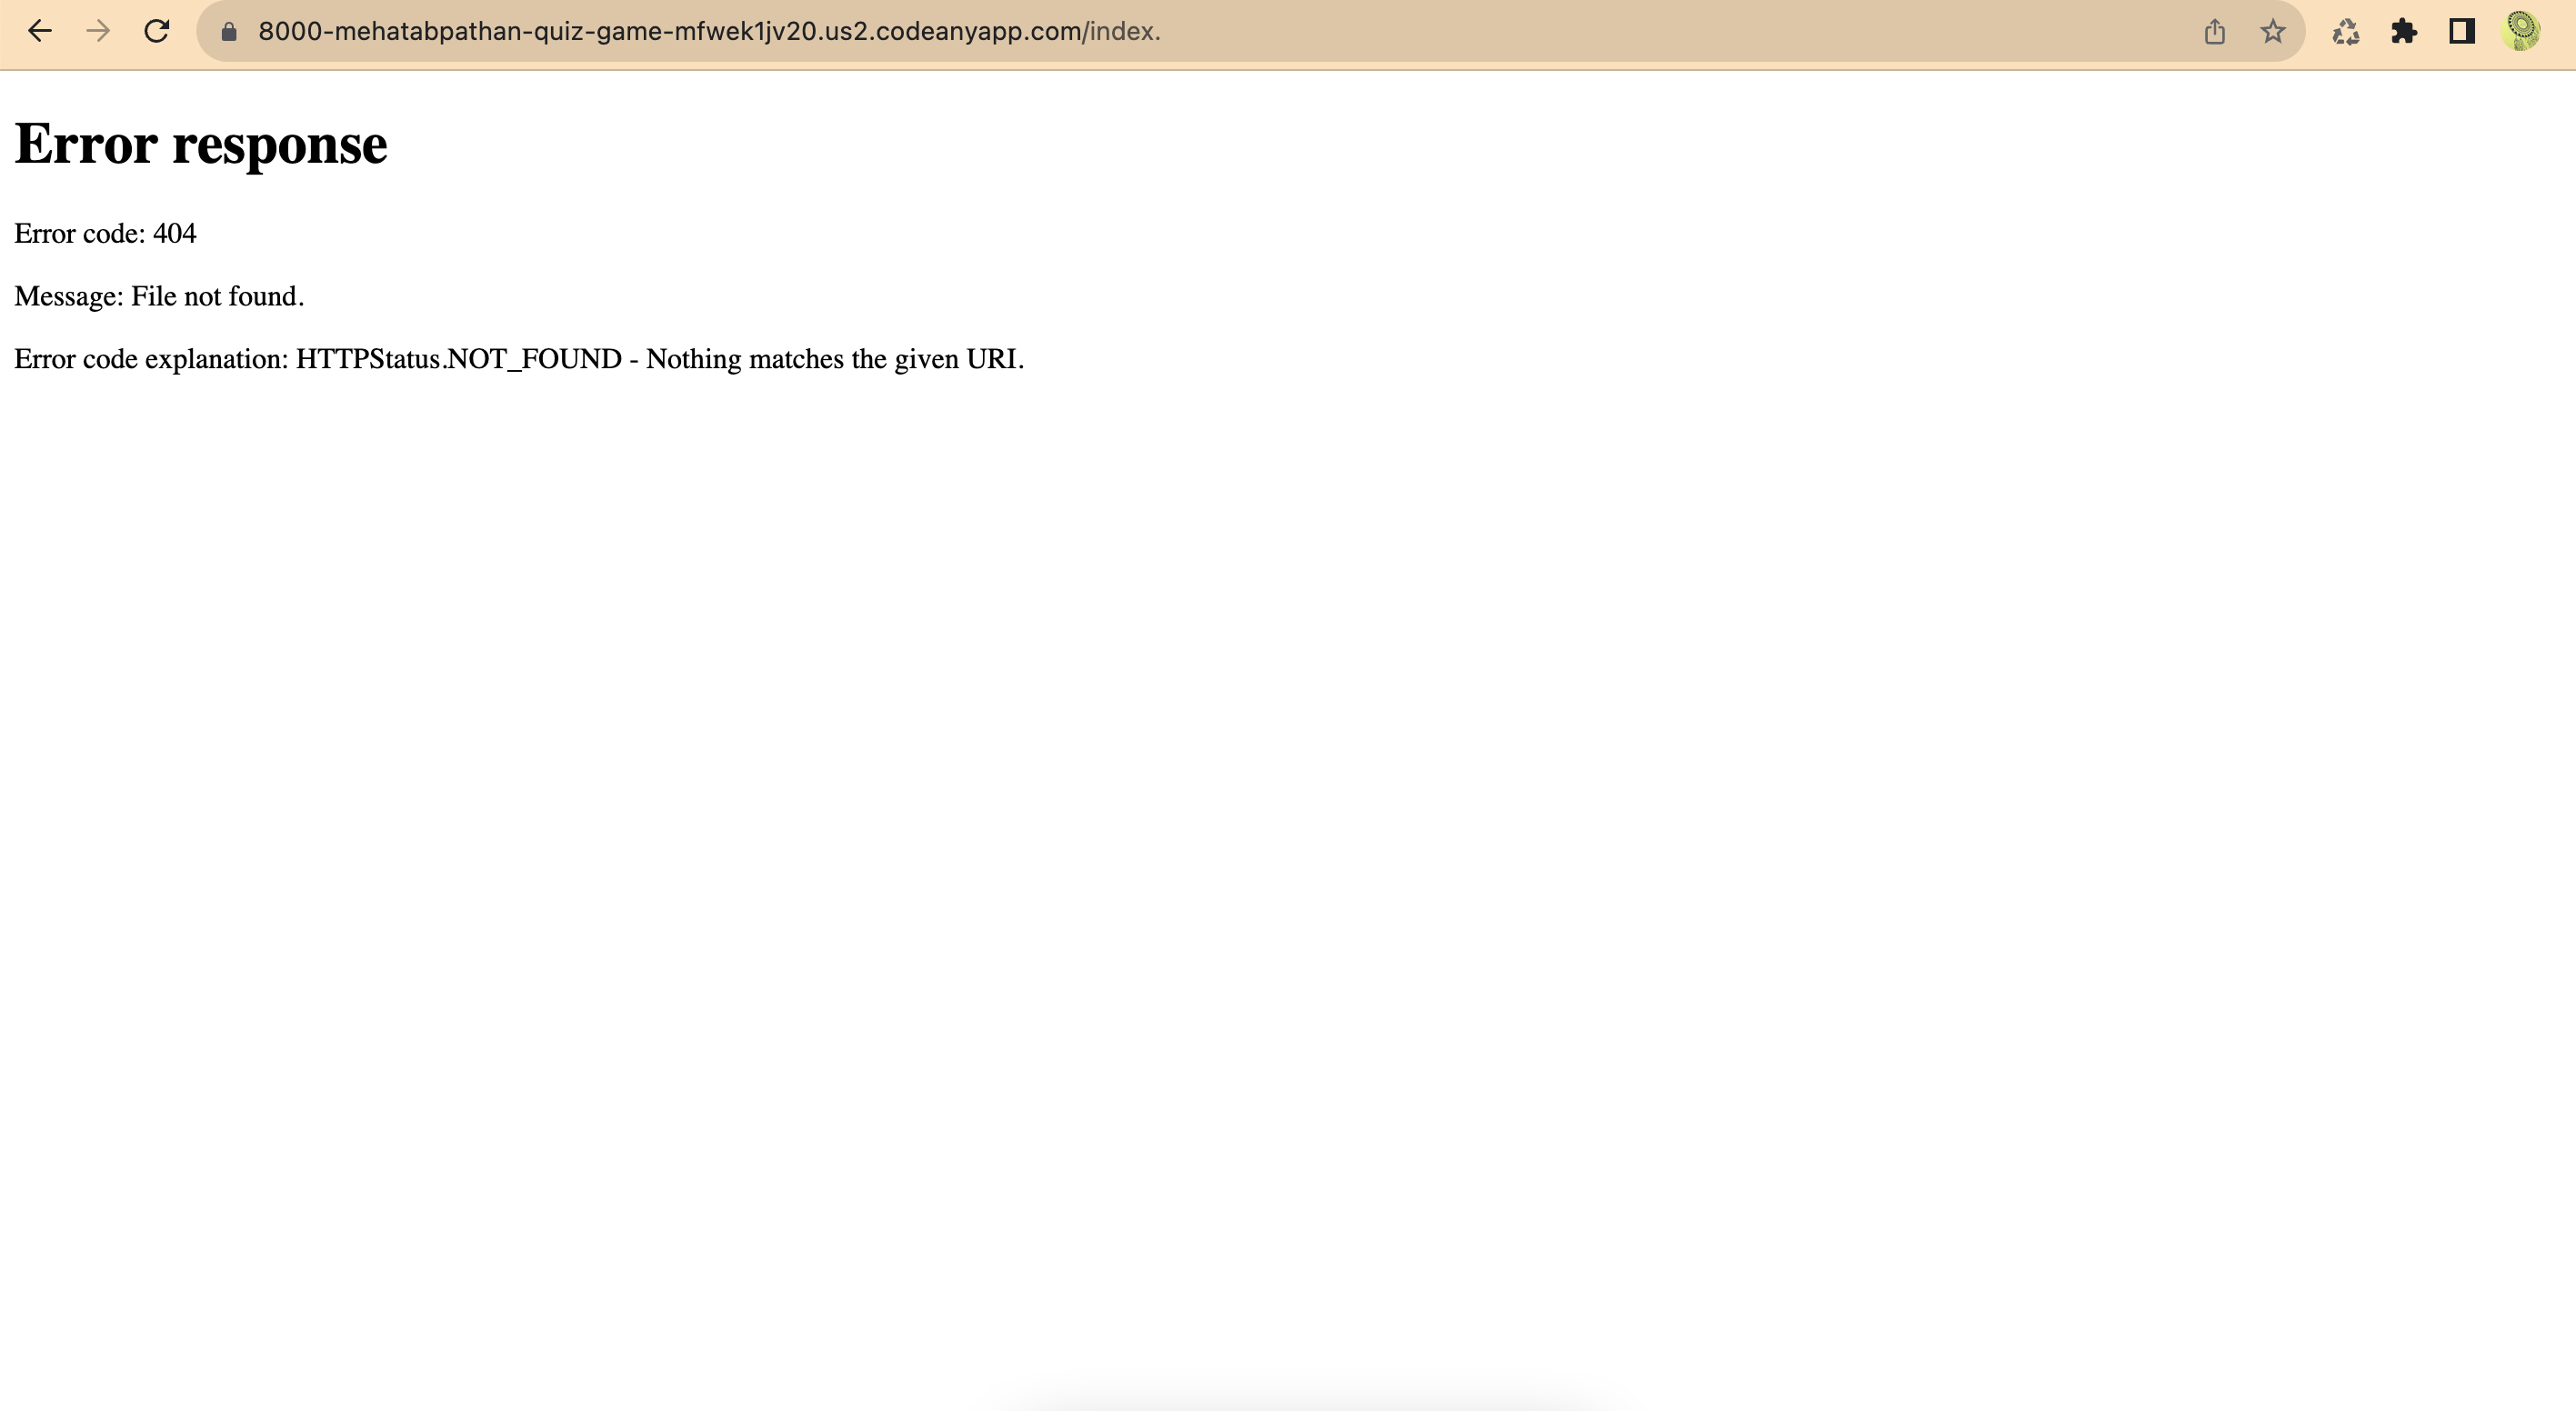 8000-mehatabpathan-quiz-game-mfwek1jv20.us2.codeanyapp.com/index.
Error response
Error code: 404
Message: File not found.
Error code explanation: HTTPStatus.NOT_FOUND - Nothing matches the given URI.